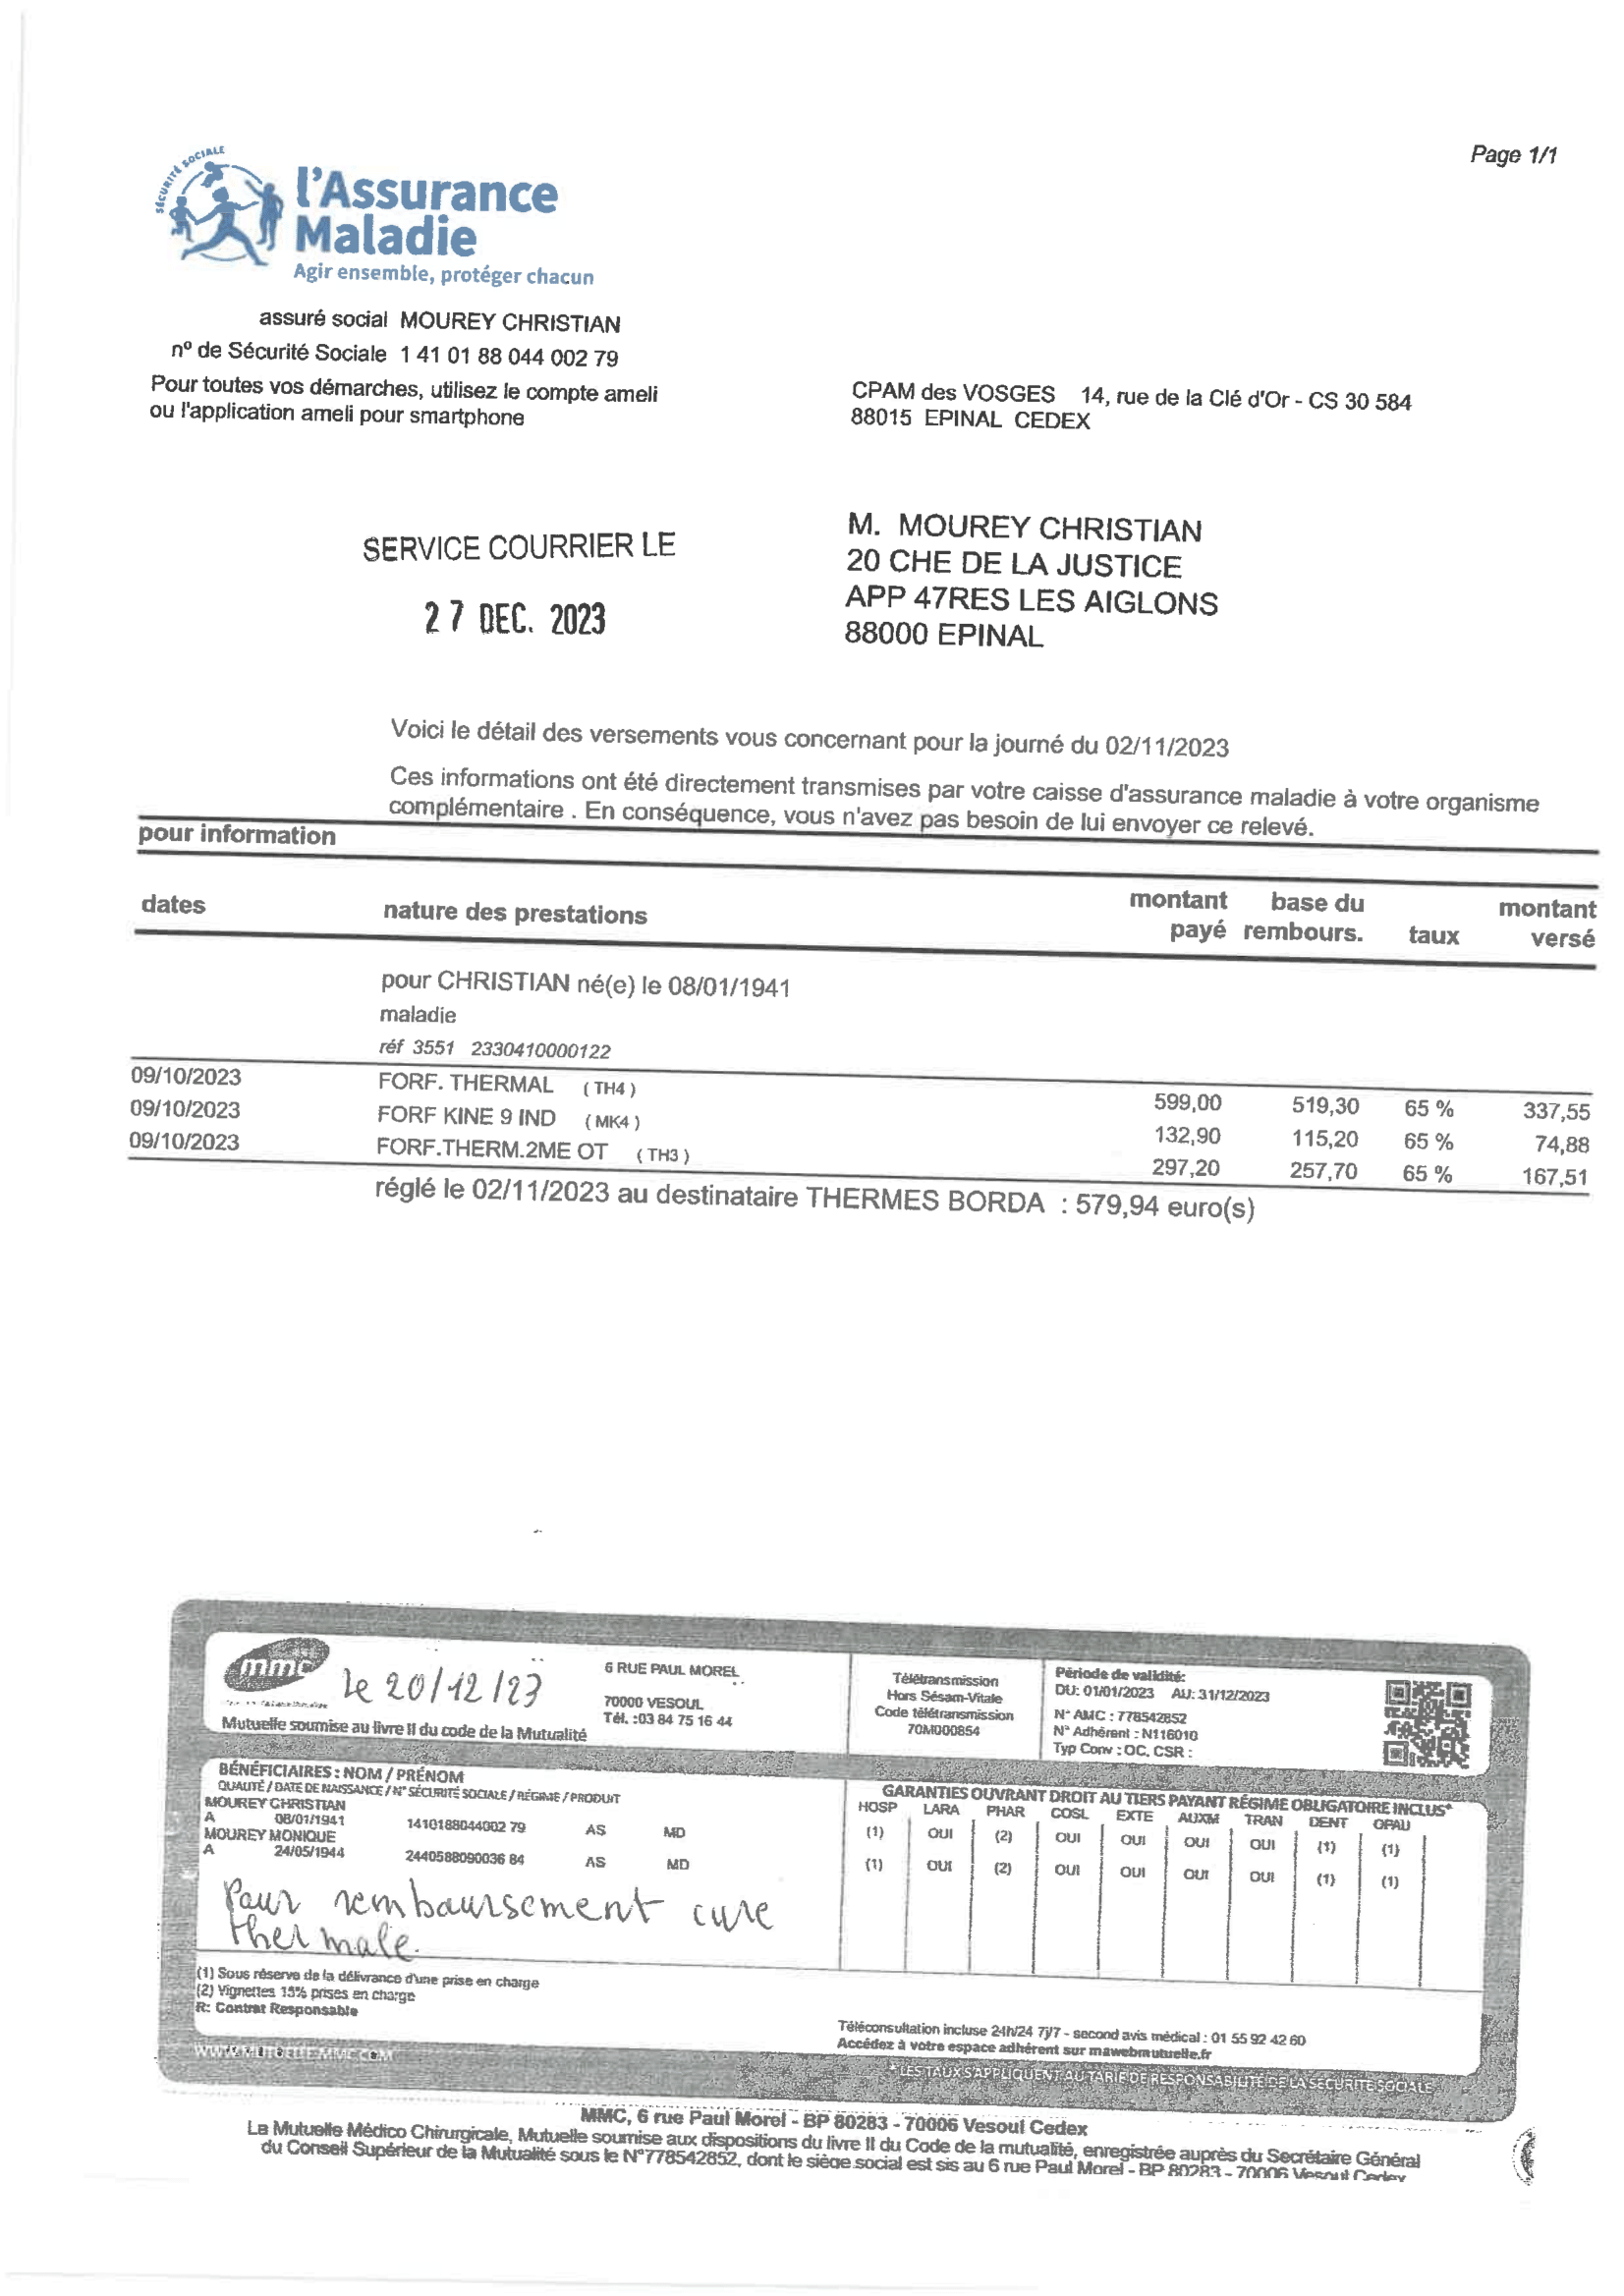 Page 1/1
SÉCURITÉ SOCIALE
l'Assurance
Maladie
Agir ensemble, protéger chacun
assuré social MOUREY CHRISTIAN
nº de Sécurité Sociale 1 41 01 88 044 002 79
Pour toutes vos démarches, utilisez le compte ameli
ou l'application ameli pour smartphone
CPAM des VOSGES 14, rue de la Clé d'Or - CS 30 584
88015 EPINAL CEDEX
SERVICE COURRIER LE
27 DEC. 2023
M. MOUREY CHRISTIAN
20 CHE DE LA JUSTICE
APP 47RES LES AIGLONS
88000 EPINAL
Voici le détail des versements vous concernant pour la journé du 02/11/2023
Ces informations ont été directement transmises par votre caisse d'assurance maladie à votre organisme
complémentaire . En conséquence, vous n'avez pas besoin de lui envoyer ce relevé.
pour information
dates nature des prestations montant payé base du rembours. taux montant versé
pour CHRISTIAN né(e) le 08/01/1941
maladie
réf 3551 2330410000122
09/10/2023 FORF. THERMAL (TH4) 599,00 519,30 65 % 337,55
09/10/2023 FORF KINE 9 IND (MK4) 132,90 115,20 65 % 74,88
09/10/2023 FORF.THERM.2ME OT (TH3) 297,20 257,70 65 % 167,51
réglé le 02/11/2023 au destinataire THERMES BORDA : 579,94 euro(s)
mmc
le 20/12/23
Mutuelle soumise au livre II du code de la Mutualité
6 RUE PAUL MOREL
70000 VESOUL
Tél. :03 84 75 16 44
Télétransmission
Hors Sésam-Vitale
Code télétransmission
70M000854
Période de validité:
DU: 01/01/2023 AU: 31/12/2023
N° AMC : 778542852
N° Adhérent : N116010
Typ Conv : OC, CSR :
BÉNÉFICIAIRES : NOM / PRÉNOM
QUALITÉ / DATE DE NAISSANCE / N° SÉCURITÉ SOCIALE / RÉGIME / PRODUIT
MOUREY CHRISTIAN
A 08/01/1941 1410188044002 79 AS MD
MOUREY MONIQUE
A 24/05/1944 2440588090036 84 AS MD
GARANTIES OUVRANT DROIT AU TIERS PAYANT RÉGIME OBLIGATOIRE INCLUS*
HOSP LARA PHAR COSL EXTE AUXM TRAN DENT OPAU
(1) OUI (2) OUI OUI OUI OUI (1) (1)
(1) OUI (2) OUI OUI OUI OUI (1) (1)
Pour remboursement cure
thermale.
(1) Sous réserve de la délivrance d'une prise en charge
(2) Vignettes 15% prises en charge
R: Contrat Responsable
Téléconsultation incluse 24h/24 7j/7 - second avis médical : 01 55 92 42 60
Accédez à votre espace adhérent sur mawebmutuelle.fr
WWW.MUTUELLE-MMC.COM
*LES TAUX S'APPLIQUENT AU TARIF DE RESPONSABILITÉ DE LA SÉCURITÉ SOCIALE
MMC, 6 rue Paul Morel - BP 80283 - 70006 Vesoul Cedex
La Mutuelle Médico Chirurgicale, Mutuelle soumise aux dispositions du livre II du Code de la mutualité, enregistrée auprès du Secrétaire Général
du Conseil Supérieur de la Mutualité sous le N°778542852, dont le siège social est sis au 6 rue Paul Morel - BP 80283 - 70006 Vesoul Cedex